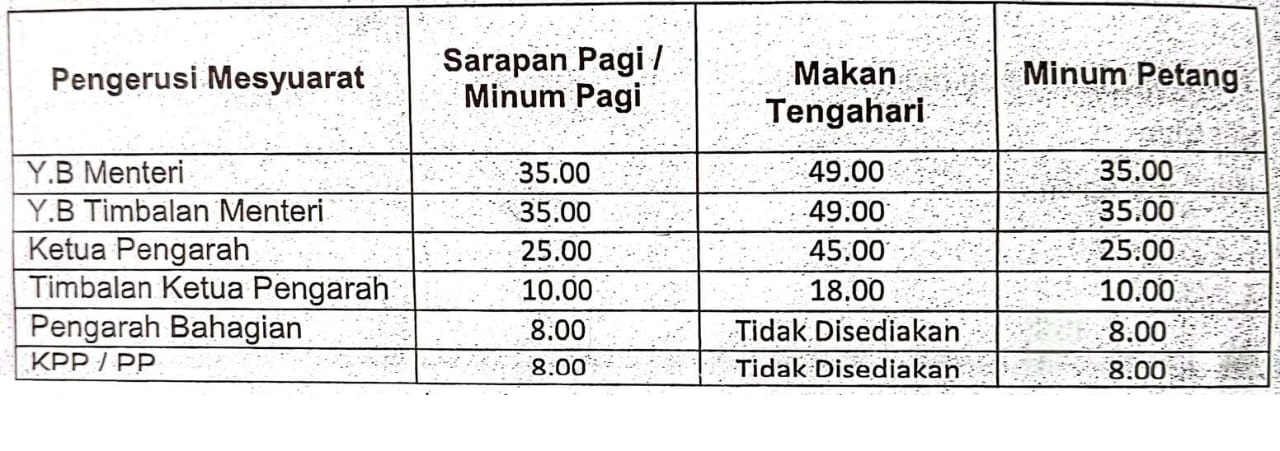 Pengerusi Mesyuarat
Sarapan Pagi /
Minum Pagi
Makan
Tengahari
Minum Petang
Y.B Menteri 35.00 49.00 35.00
Y.B Timbalan Menteri 35.00 49.00 35.00
Ketua Pengarah 25.00 45.00 25.00
Timbalan Ketua Pengarah 10.00 18.00 10.00
Pengarah Bahagian 8.00 Tidak Disediakan 8.00
KPP / PP 8.00 Tidak Disediakan 8.00